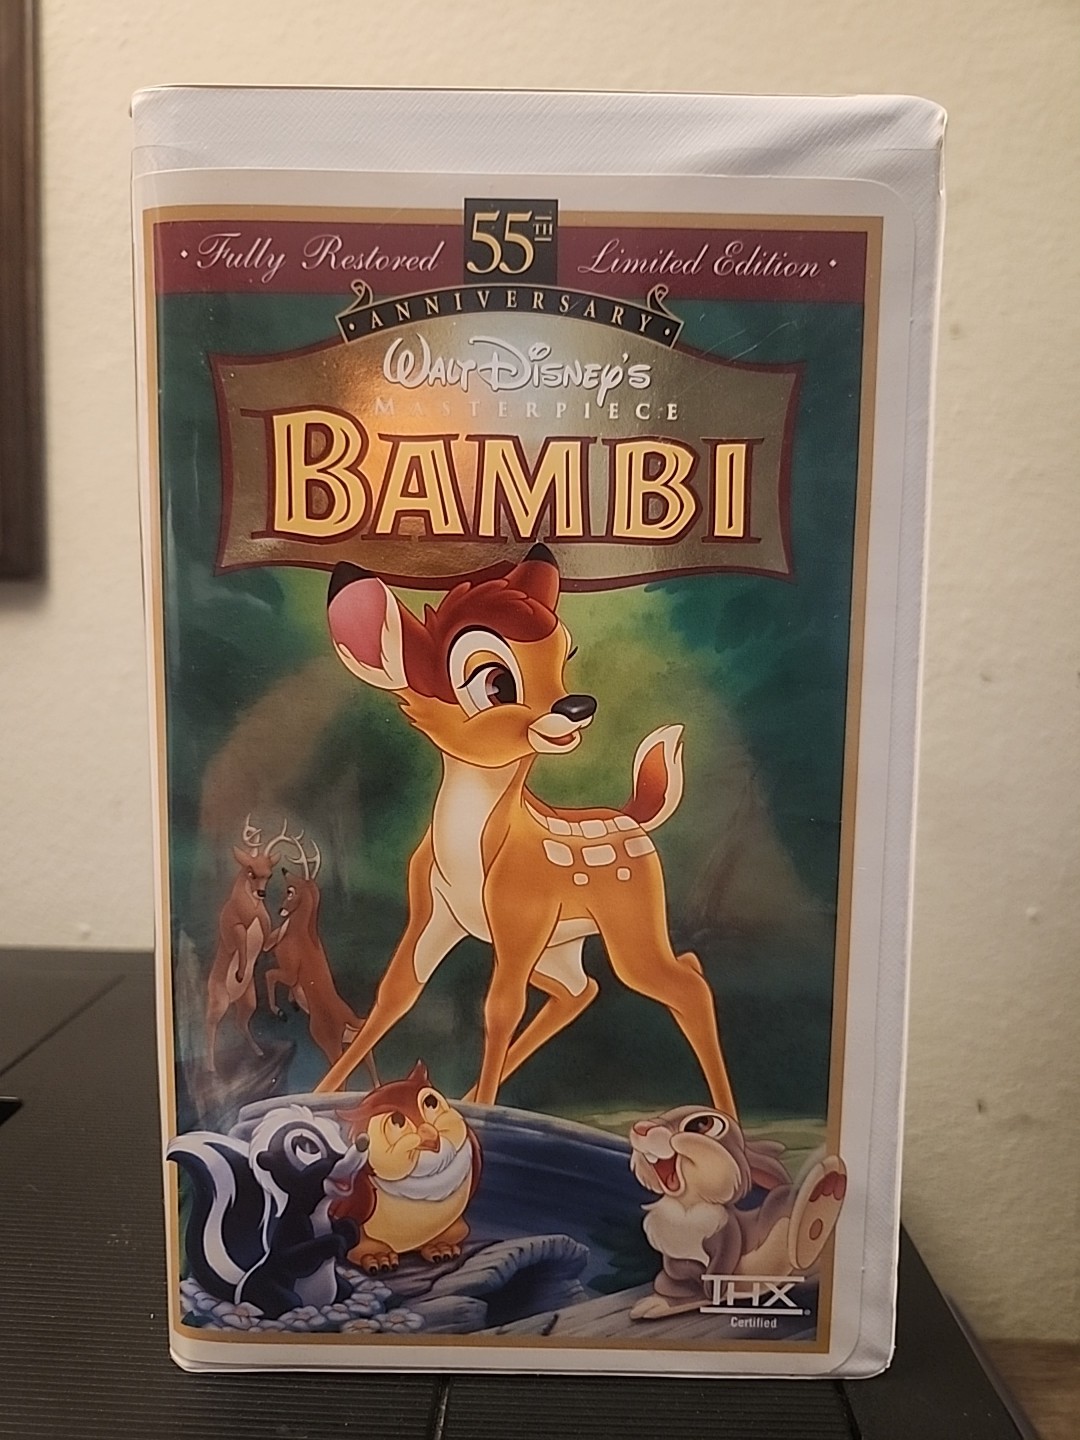 · Fully Restored 55TH Limited Edition ·
· ANNIVERSARY ·
WALT DISNEY'S
MASTERPIECE
BAMBI
THX
Certified